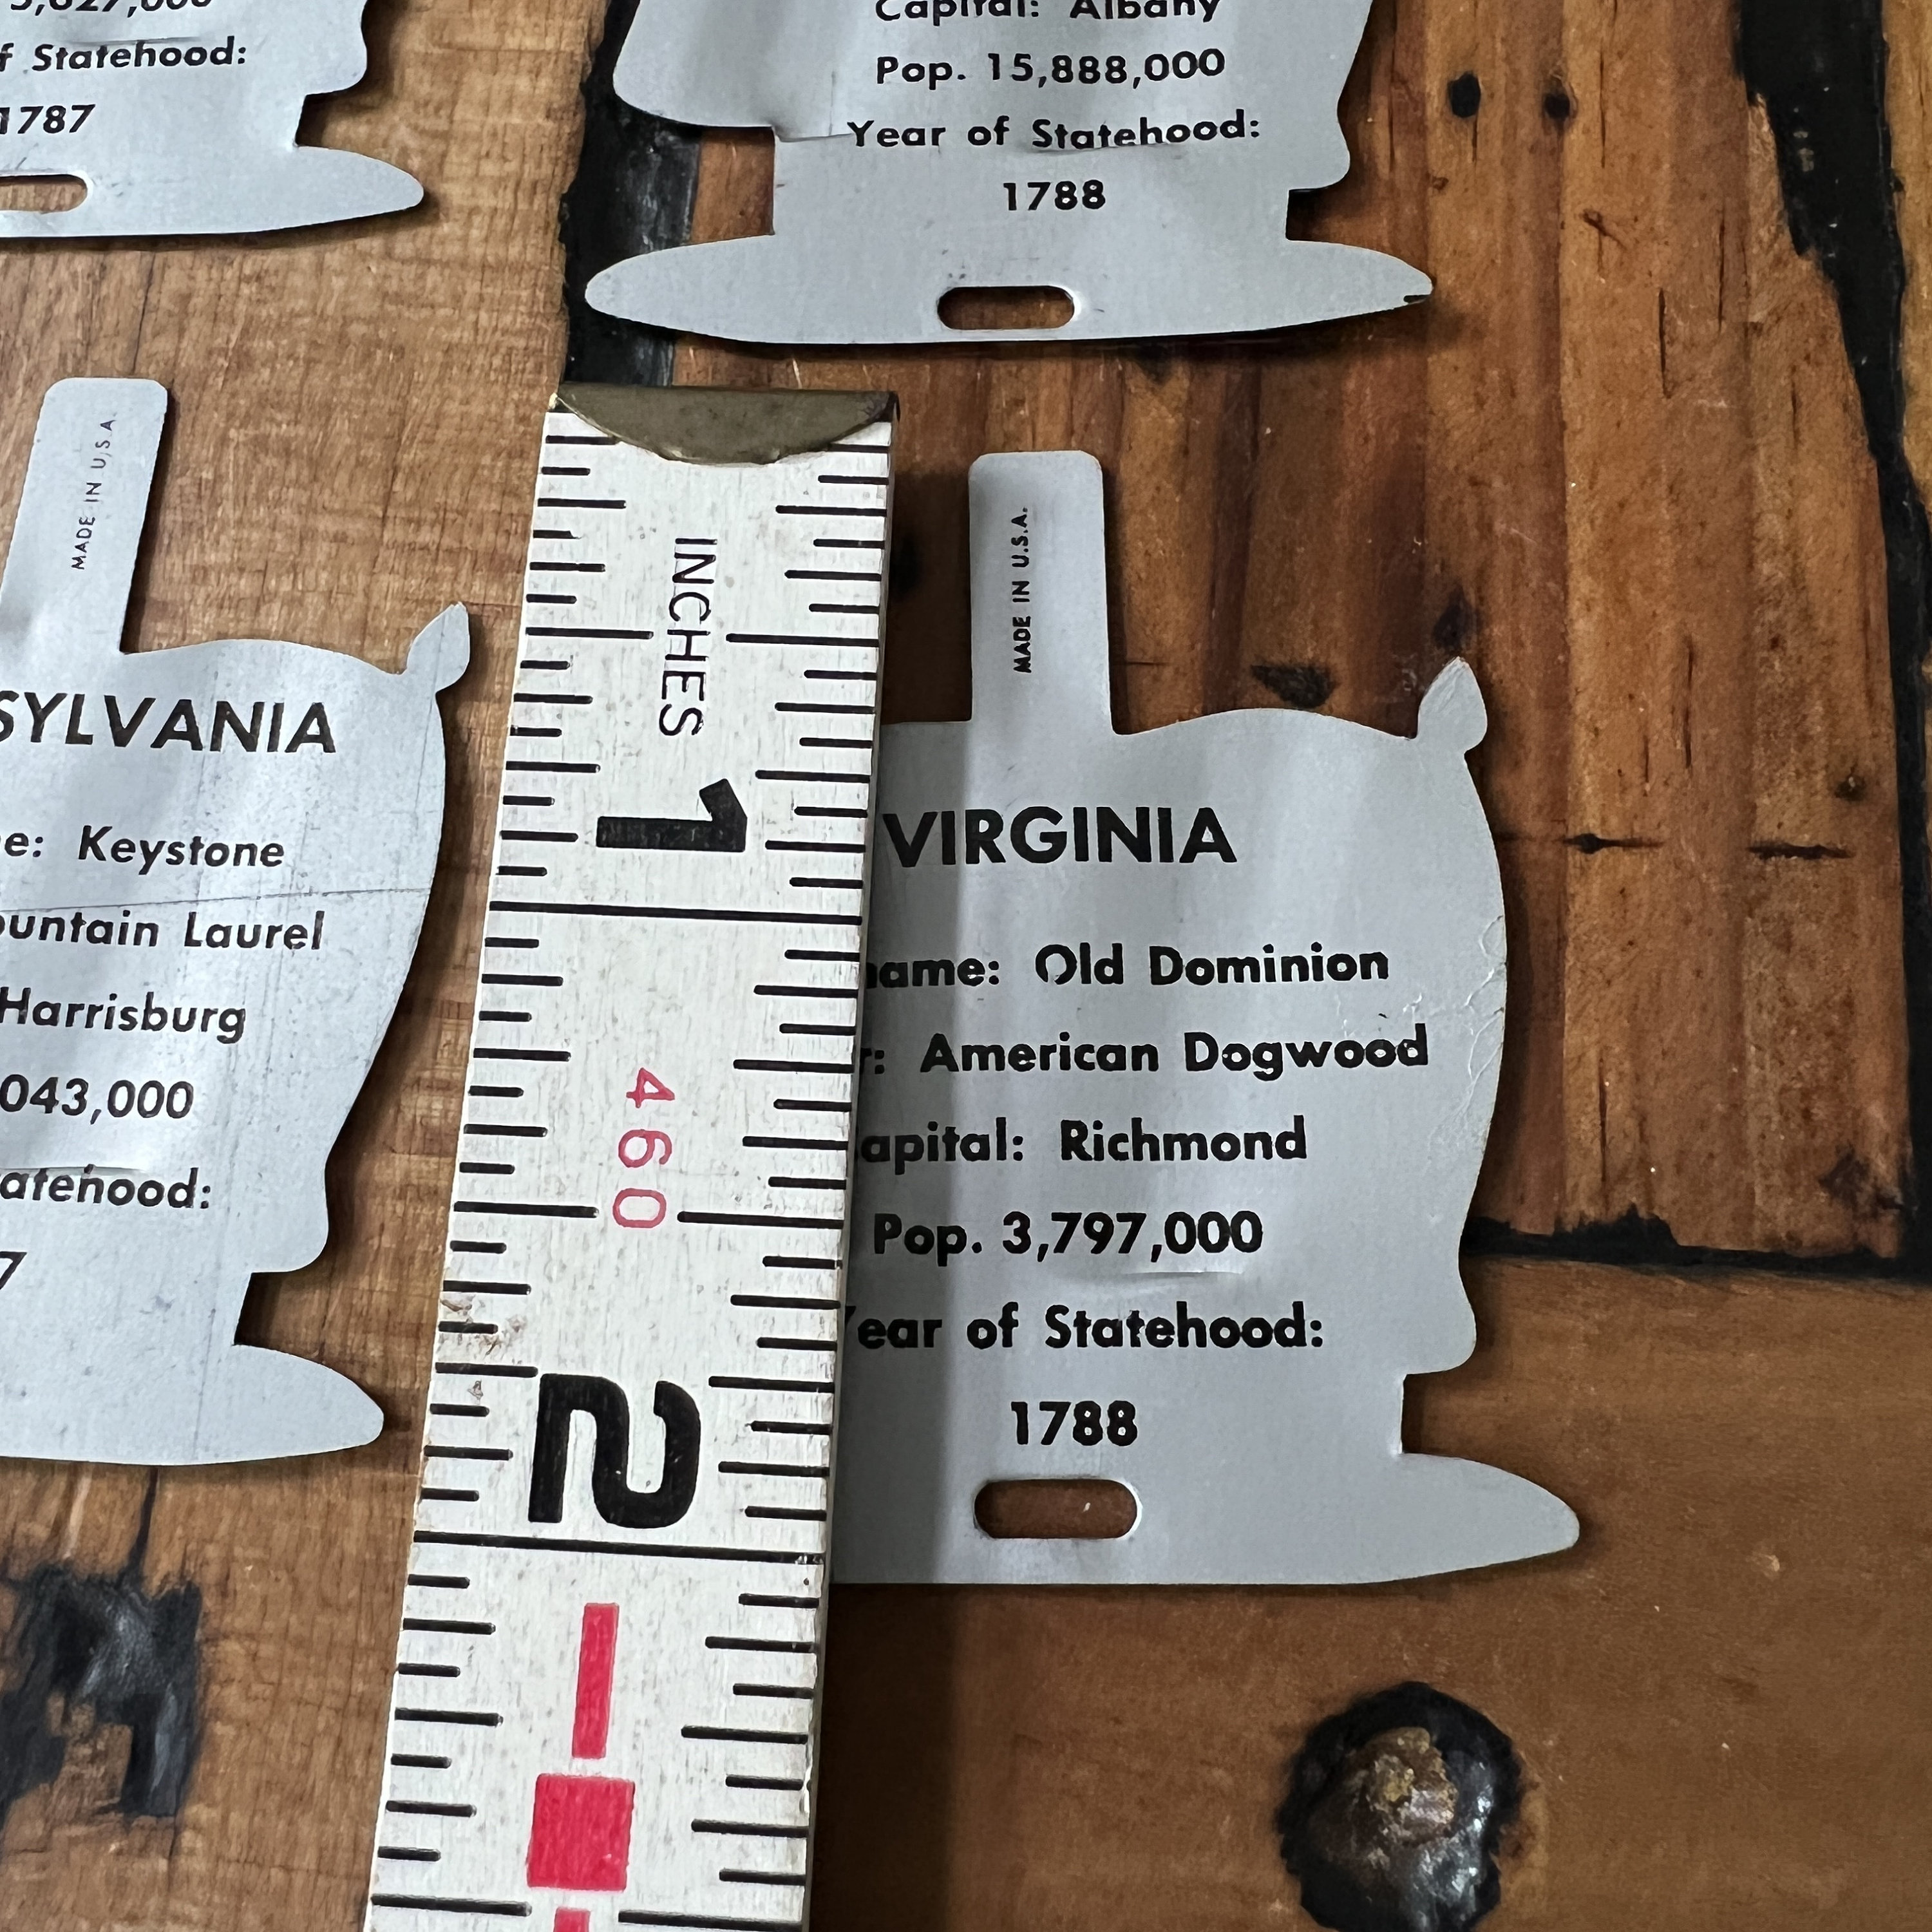 Statehood:
1787
Capital: Albany
Pop. 15,888,000
Year of Statehood:
1788
MADE IN U.S.A.
SYLVANIA
e: Keystone
ountain Laurel
Harrisburg
043,000
atehood:
7
INCHES
1
460
2
MADE IN U.S.A.
VIRGINIA
name: Old Dominion
r: American Dogwood
apital: Richmond
Pop. 3,797,000
Year of Statehood:
1788